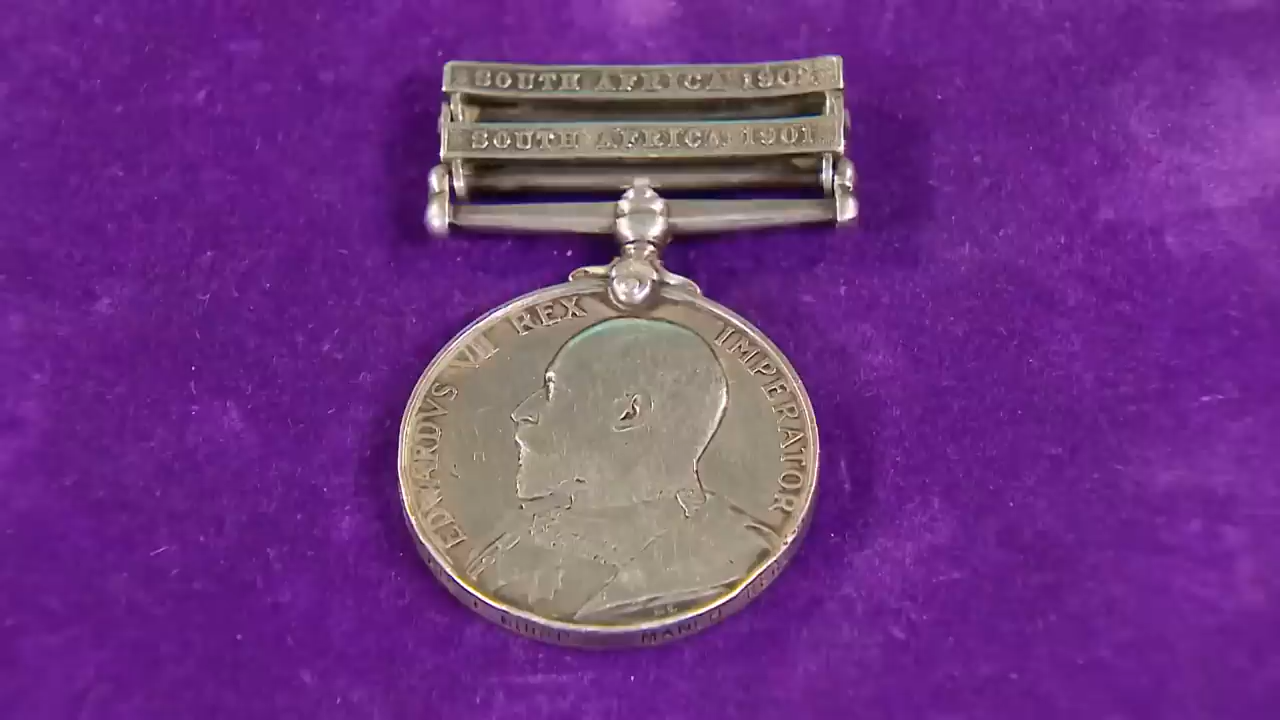 SOUTH AFRICA 1902
SOUTH AFRICA 1901
EDWARDVS VII REX IMPERATOR